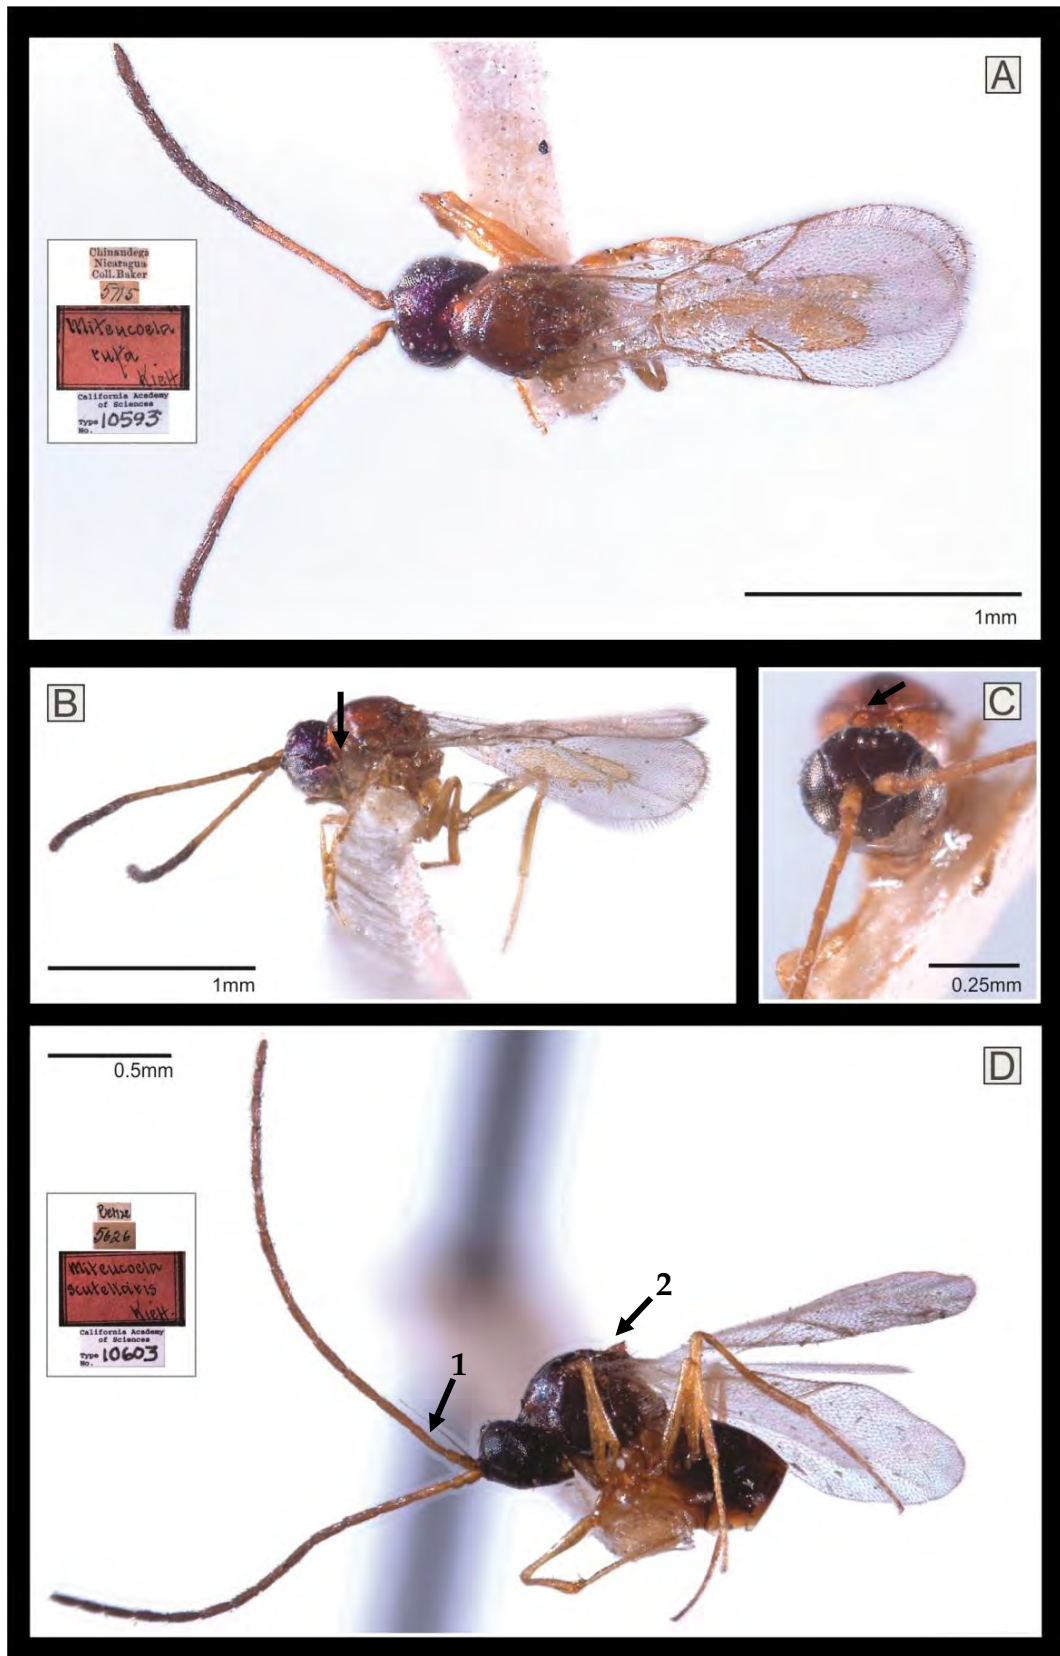 A
Chinandega
Nicaragua
Coll. Baker
5715
Miteucoela
rufa
Kieff.
California Academy
of Sciences
Type
No. 10593
1mm
B
1mm
C
0.25mm
D
0.5mm
Belize
5626
Miteucoela
scutellaris
Kieff.
California Academy
of Sciences
Type
No. 10603
1
2